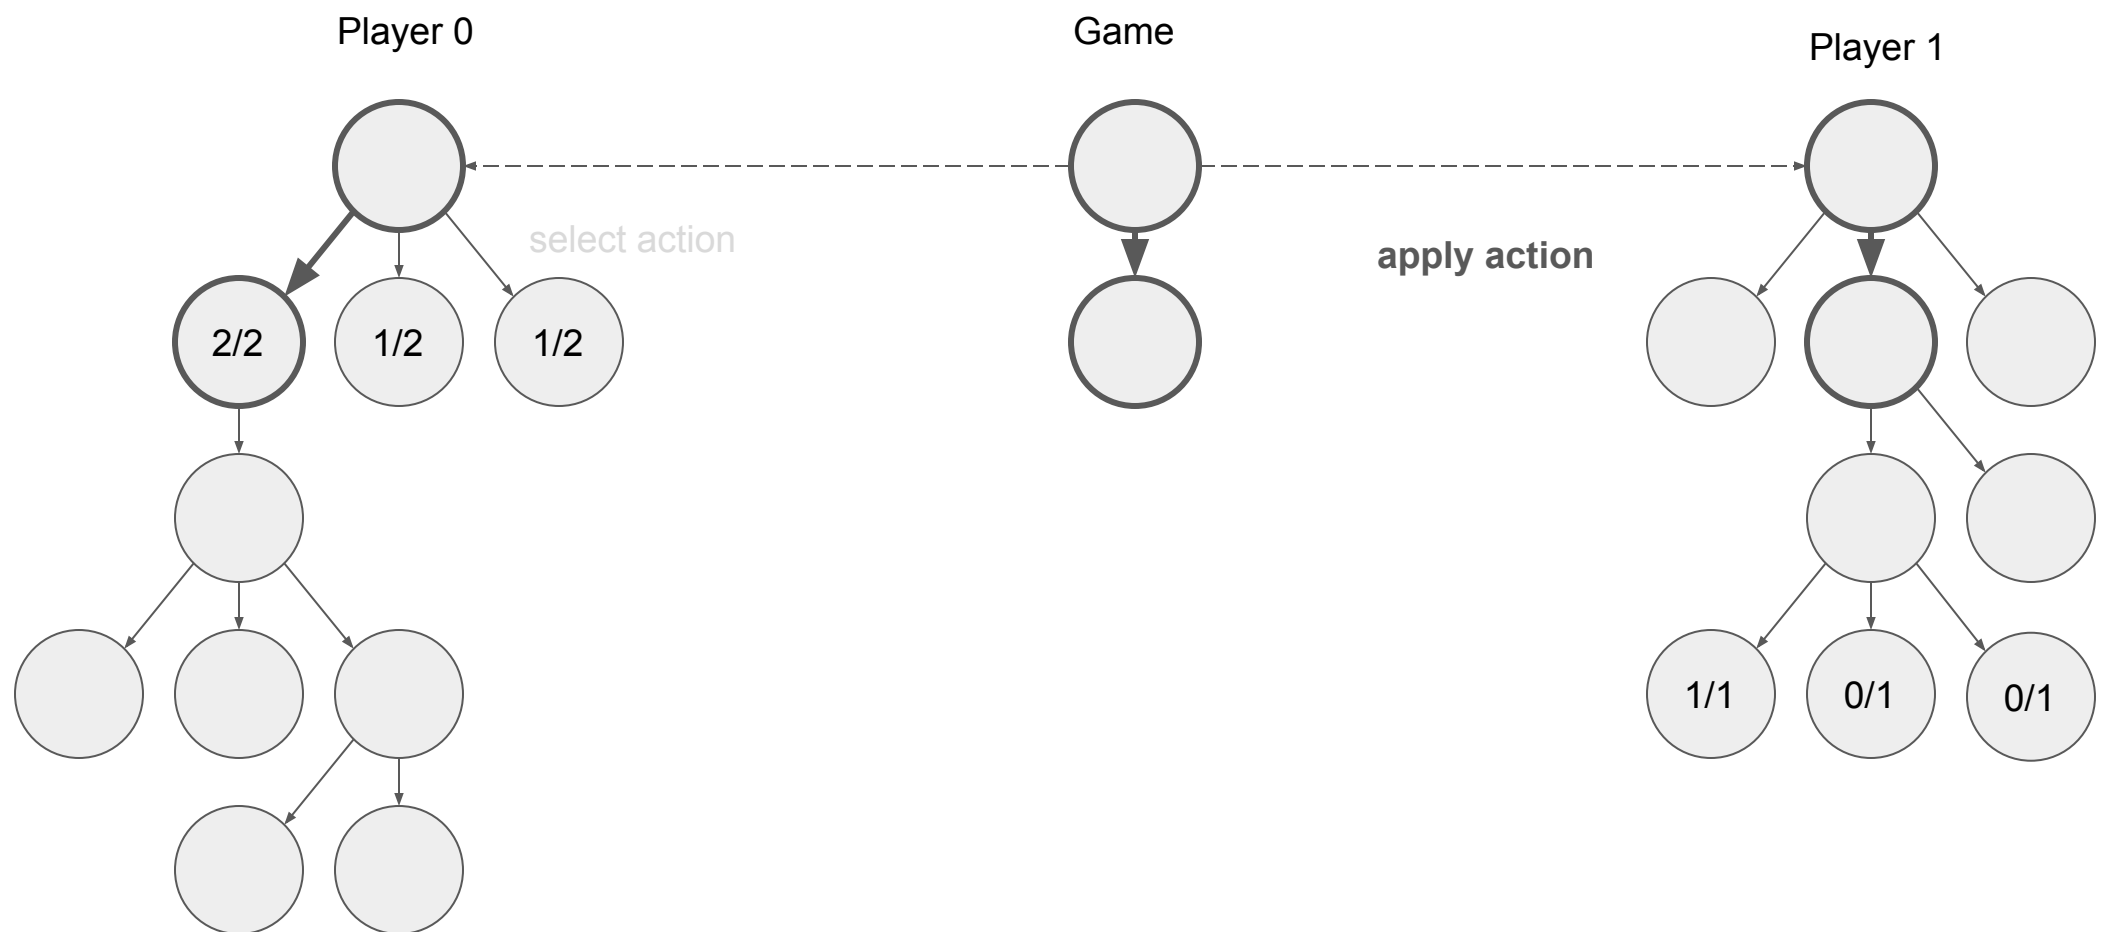 Player 0
Game
Player 1
select action
apply action
2/2
1/2
1/2
1/1
0/1
0/1